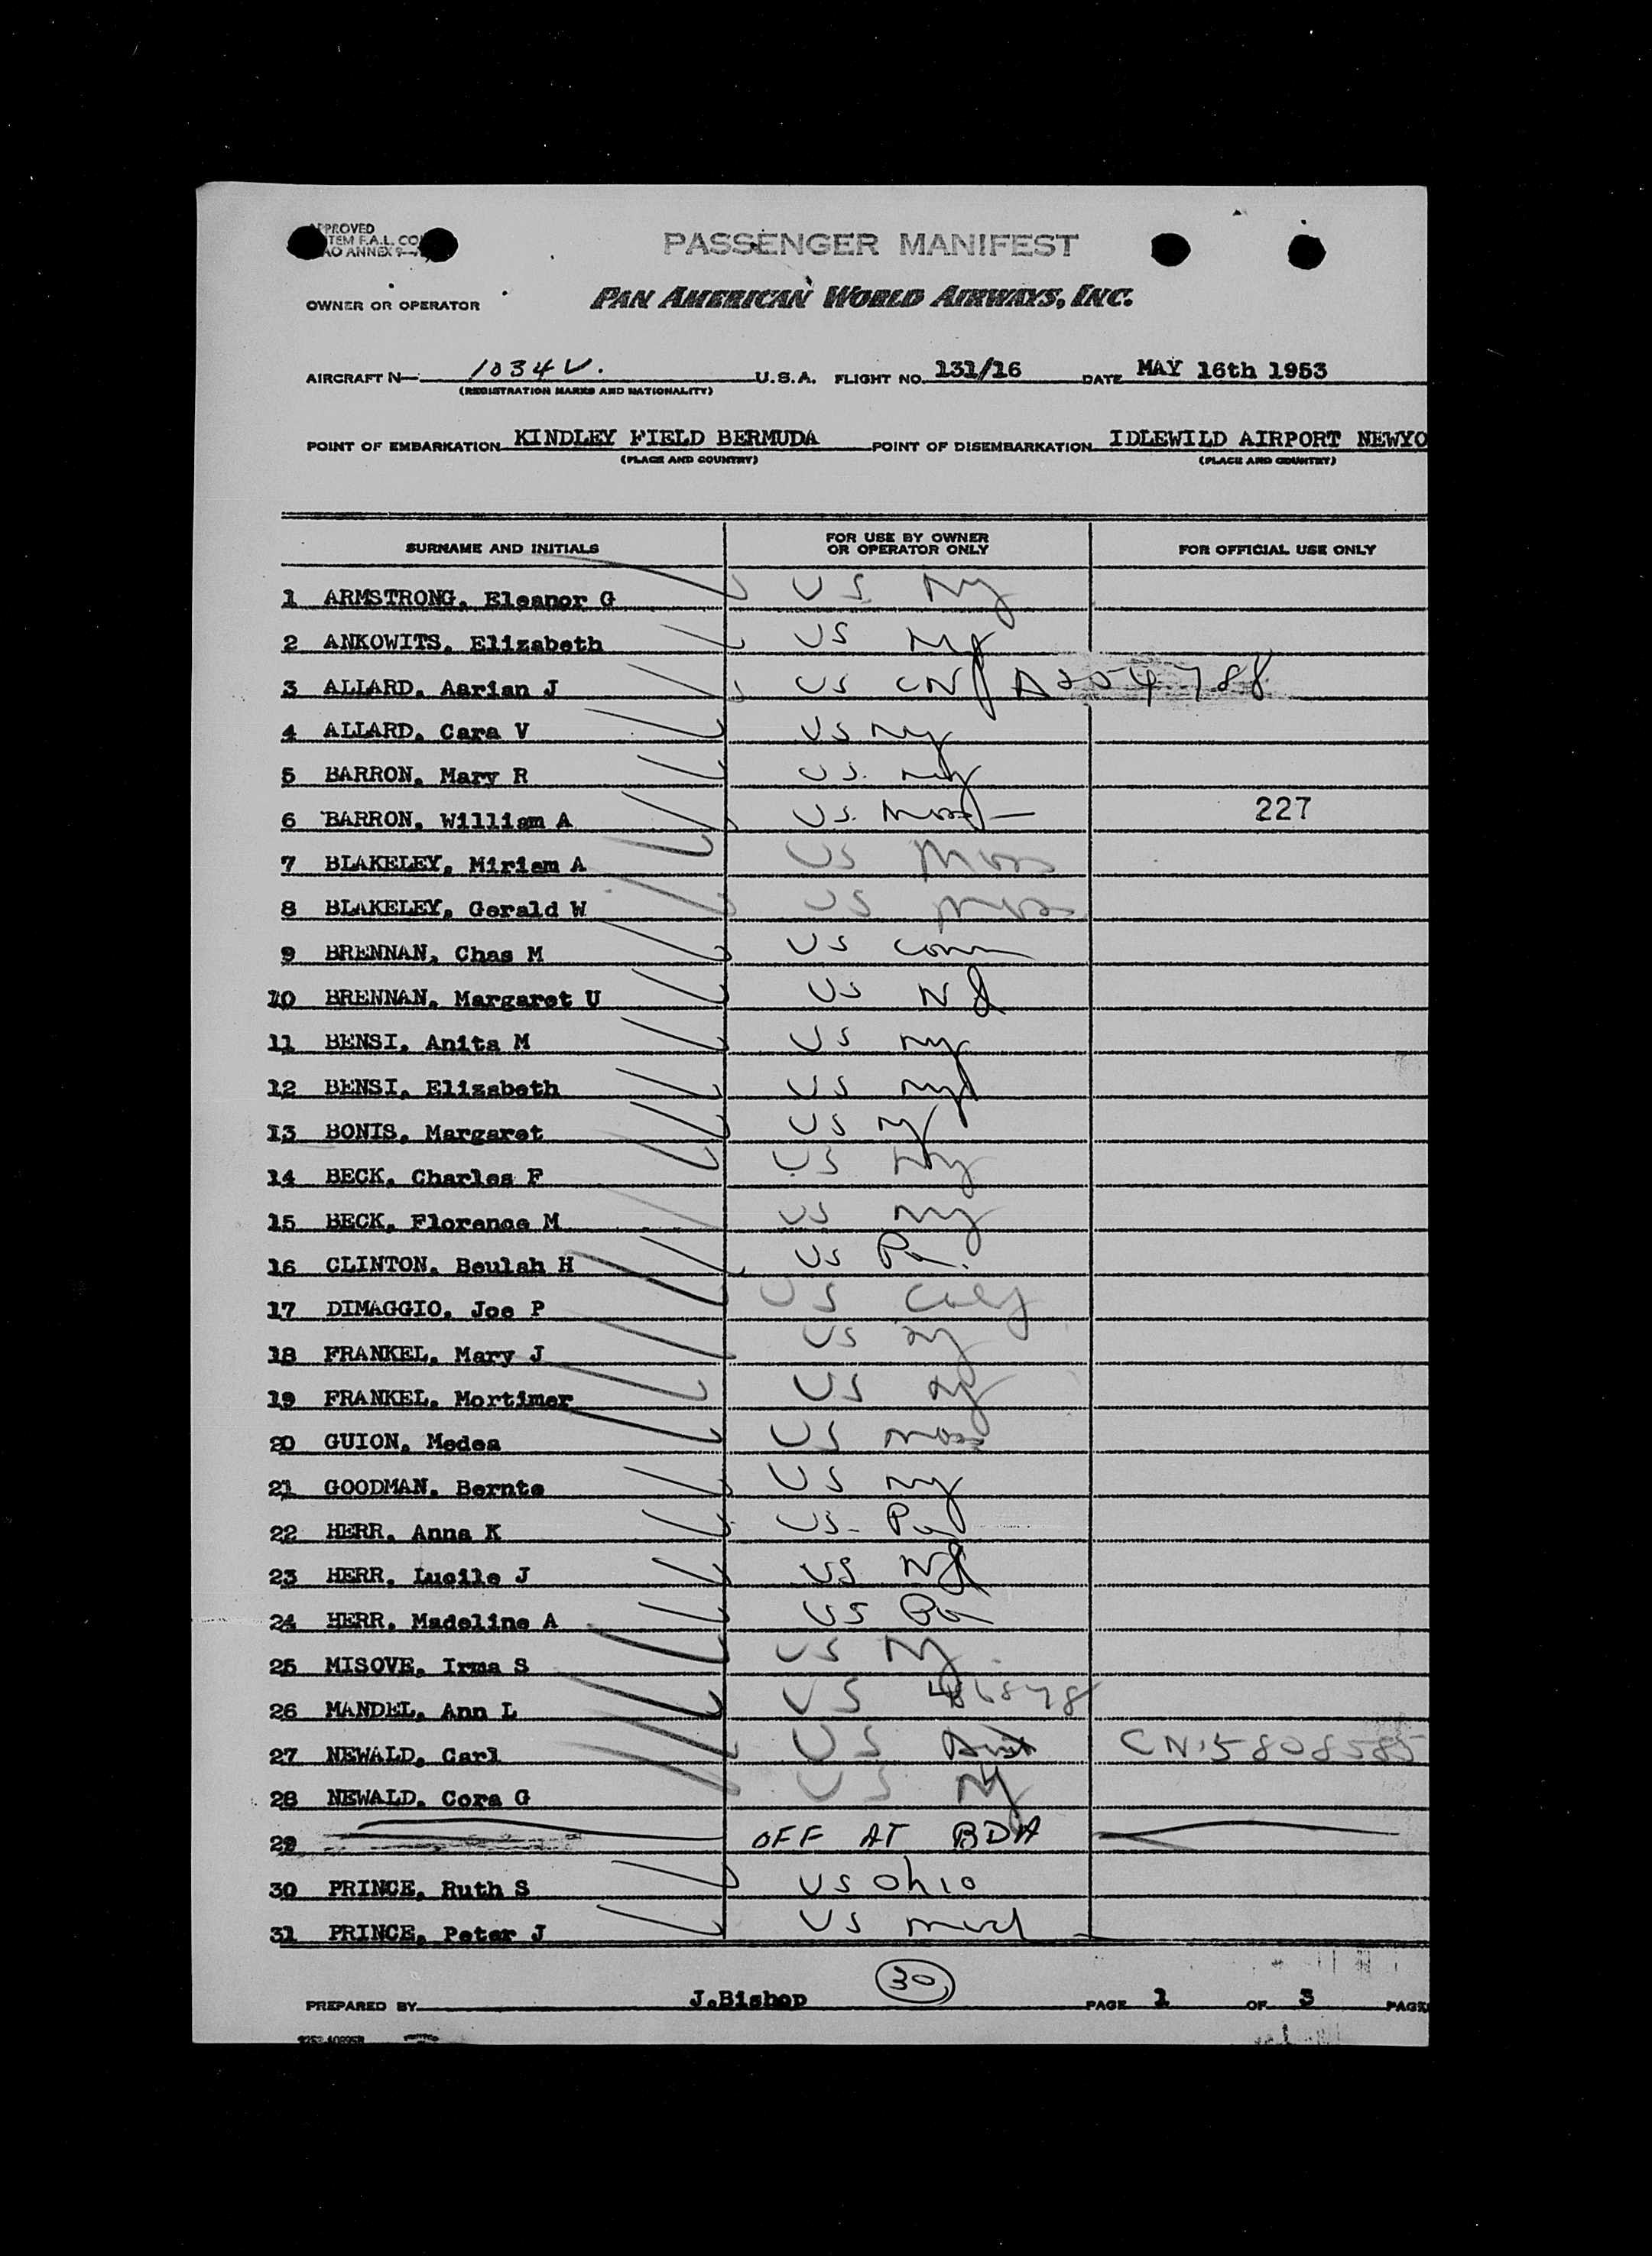 PASSENGER MANIFEST
OWNER OR OPERATOR PAN AMERICAN WORLD AIRWAYS, INC.
AIRCRAFT N— 1034V. U.S.A. FLIGHT NO. 131/16 DATE MAY 16th 1953
(REGISTRATION MARKS AND NATIONALITY)
POINT OF EMBARKATION KINDLEY FIELD BERMUDA POINT OF DISEMBARKATION IDLEWILD AIRPORT NEWYO
(PLACE AND COUNTRY) (PLACE AND COUNTRY)
SURNAME AND INITIALS FOR USE BY OWNER OR OPERATOR ONLY FOR OFFICIAL USE ONLY
1 ARMSTRONG, Eleanor G US Ny
2 ANKOWITS, Elizabeth US Ny
3 ALLARD, Aarian J US
4 ALLARD, Cara V US Ny
5 BARRON, Mary R US. Ny
6 BARRON, William A US. Mass 227
7 BLAKELEY, Miriam A US Mass
8 BLAKELEY, Gerald W US Mass
9 BRENNAN, Chas M US Conn
10 BRENNAN, Margaret U US NJ
11 BENSI, Anita M US ny
12 BENSI, Elizabeth US ny
13 BONIS, Margaret US ny
14 BECK, Charles F US Ny
15 BECK, Florence M US ny
16 CLINTON, Beulah H US Pa.
17 DIMAGGIO, Joe P US Calif
18 FRANKEL, Mary J US ny
19 FRANKEL, Mortimer US ny
20 GUION, Medea US mass
21 GOODMAN, Bernte US ny
22 HERR, Anna K US- Pa
23 HERR, Lucile J US NJ
24 HERR, Madeline A US Pa
25 MISOVE, Irma S US Ny
26 MANDEL, Ann L US
27 NEWALD, Carl US CN. 5808585
28 NEWALD, Cora G US Ny
29 OFF AT BDA
30 PRINCE, Ruth S US Ohio
31 PRINCE, Peter J US
30
PREPARED BY J.Bishop PAGE 1 OF 3 PAGE